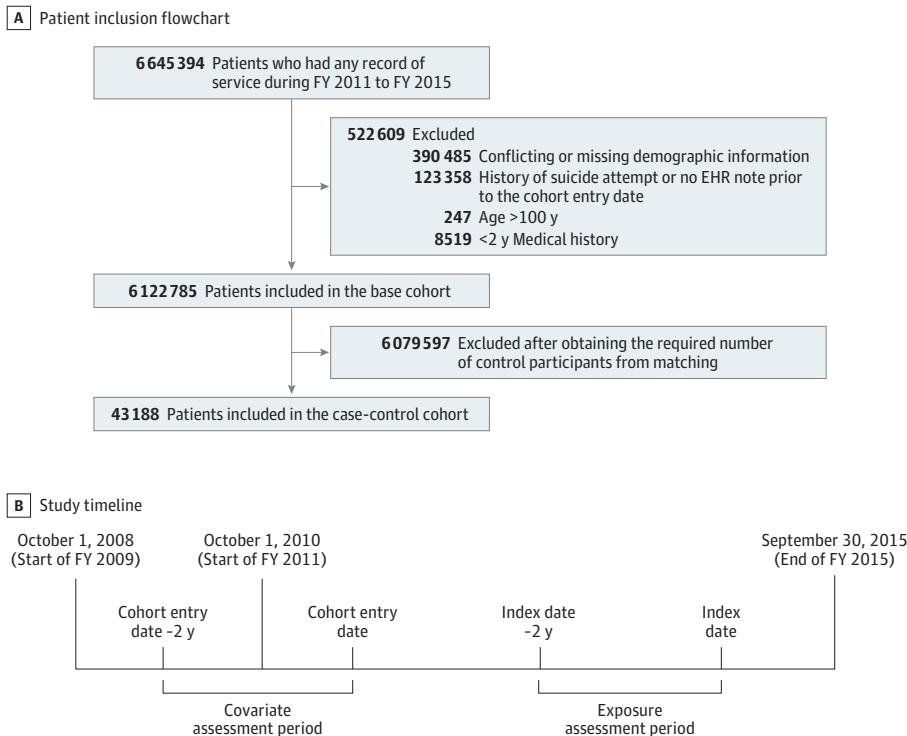 A Patient inclusion flowchart
6645394 Patients who had any record of
service during FY 2011 to FY 2015
522609 Excluded
390485 Conflicting or missing demographic information
123358 History of suicide attempt or no EHR note prior
to the cohort entry date
247 Age >100 y
8519 <2 y Medical history
6122785 Patients included in the base cohort
6079597 Excluded after obtaining the required number
of control participants from matching
43188 Patients included in the case-control cohort
B Study timeline
October 1, 2008
(Start of FY 2009)
October 1, 2010
(Start of FY 2011)
September 30, 2015
(End of FY 2015)
Cohort entry
date -2 y
Cohort entry
date
Index date
-2 y
Index
date
Covariate
assessment period
Exposure
assessment period